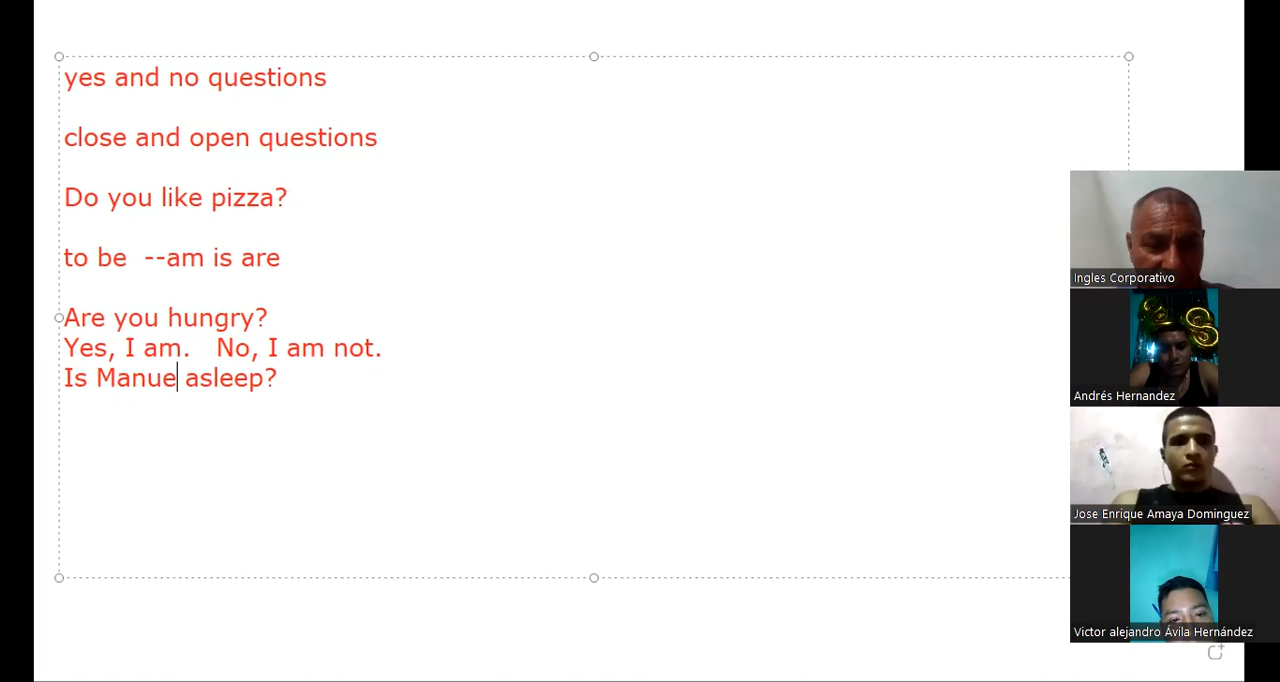 yes and no questions
close and open questions
Do you like pizza?
to be --am is are
Are you hungry?
Yes, I am. No, I am not.
Is Manue asleep?
Ingles Corporativo
Andrés Hernandez
Jose Enrique Amaya Dominguez
Victor alejandro Ávila Hernández